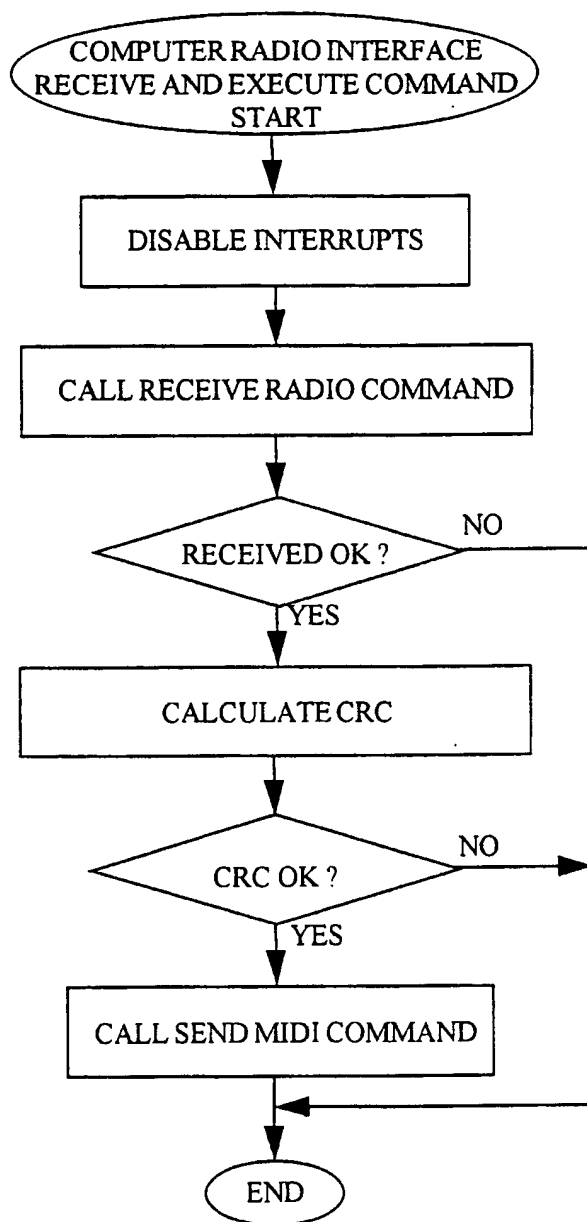 COMPUTER RADIO INTERFACE
RECEIVE AND EXECUTE COMMAND
START
DISABLE INTERRUPTS
CALL RECEIVE RADIO COMMAND
RECEIVED OK ?
NO
YES
CALCULATE CRC
CRC OK ?
NO
YES
CALL SEND MIDI COMMAND
END